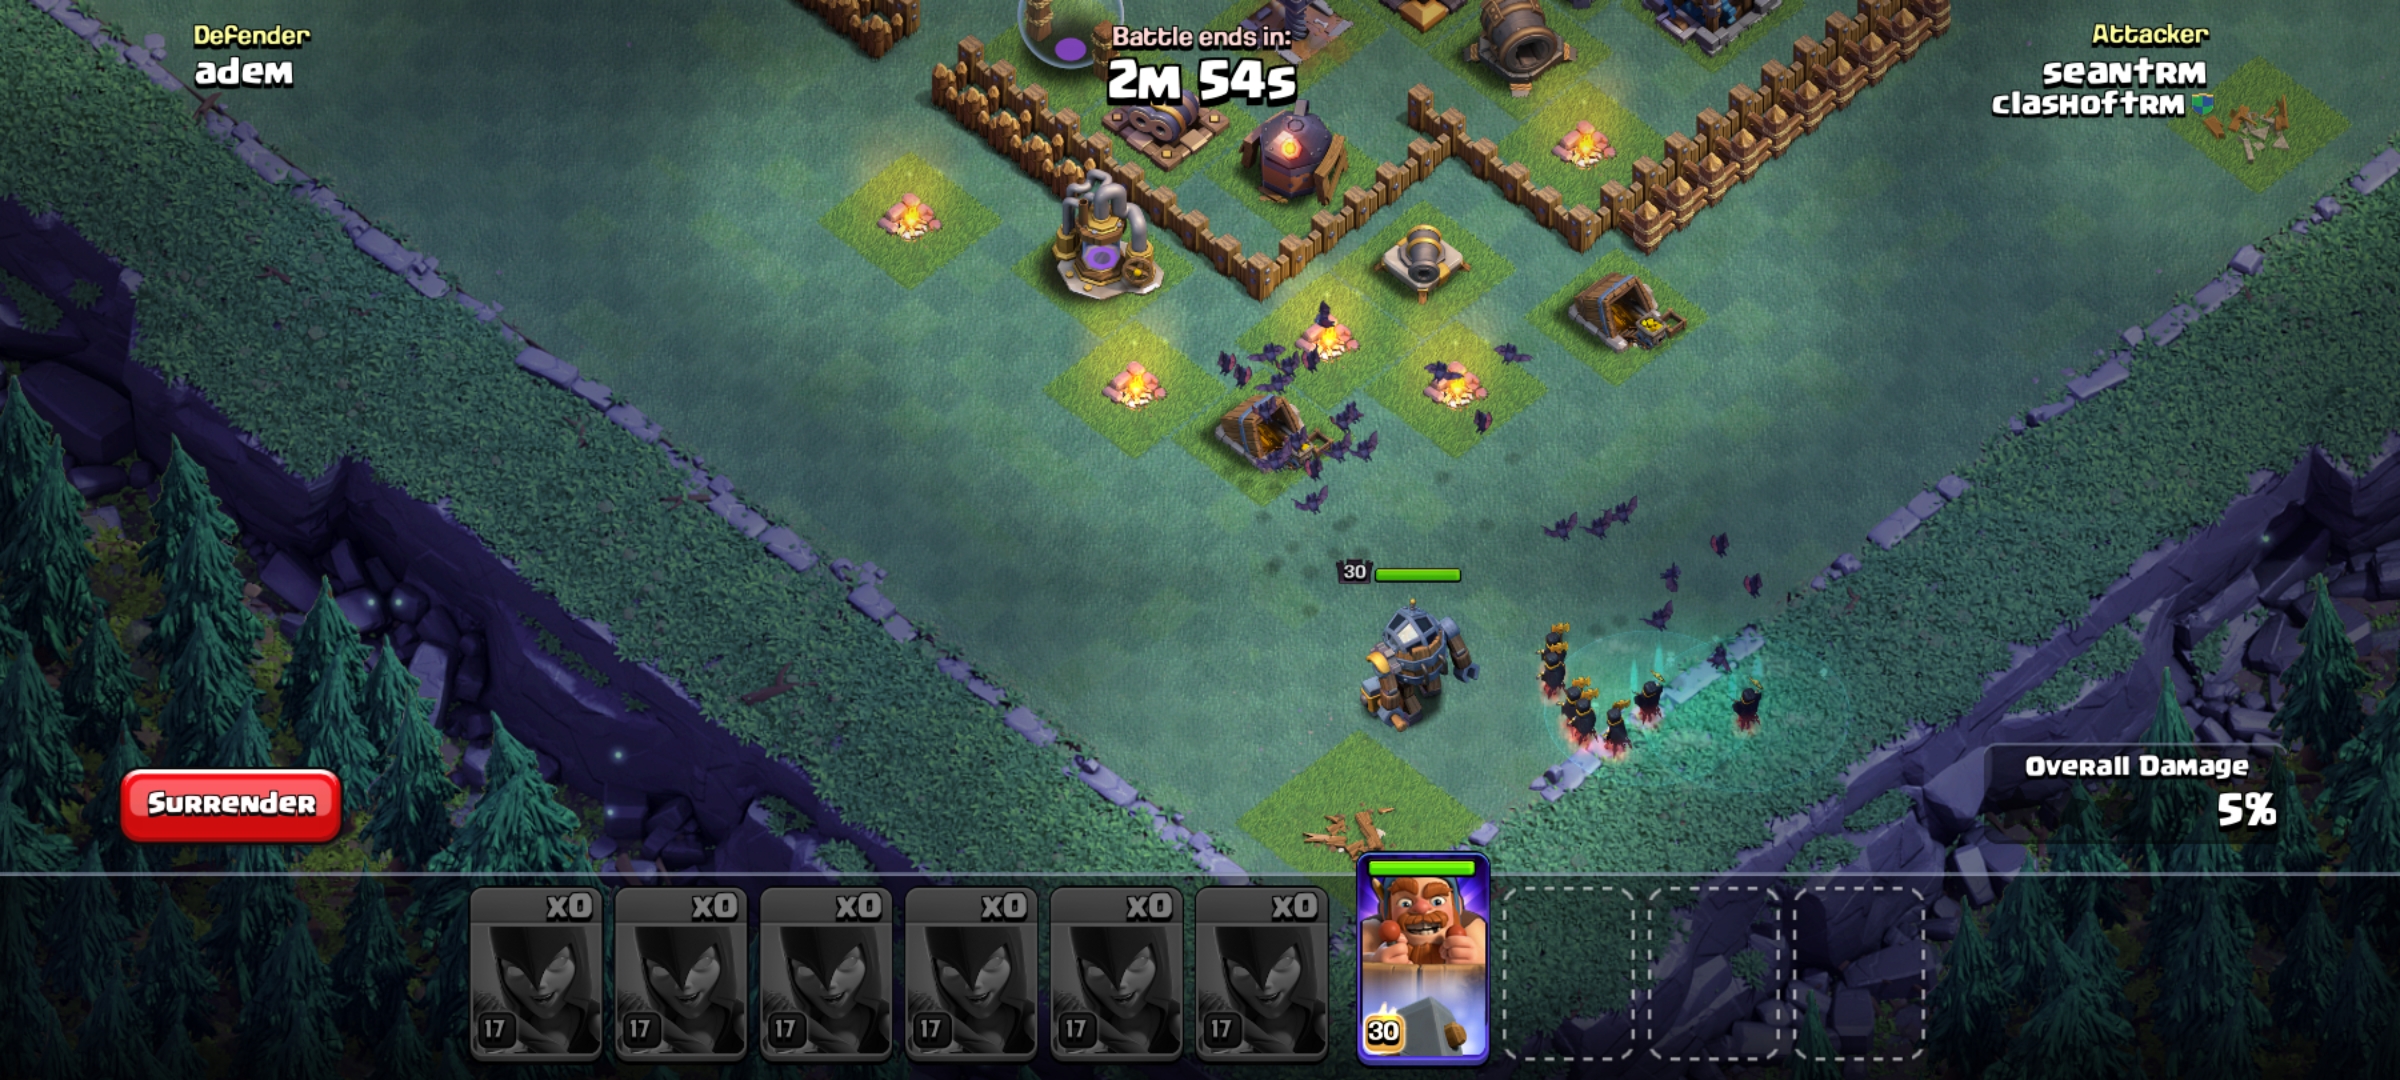 Defender
adem
Battle ends in:
2m 54s
Attacker
seantrm
clashoftrm
30
Surrender
Overall Damage
5%
x0 x0 x0 x0 x0 x0
17 17 17 17 17 17 30